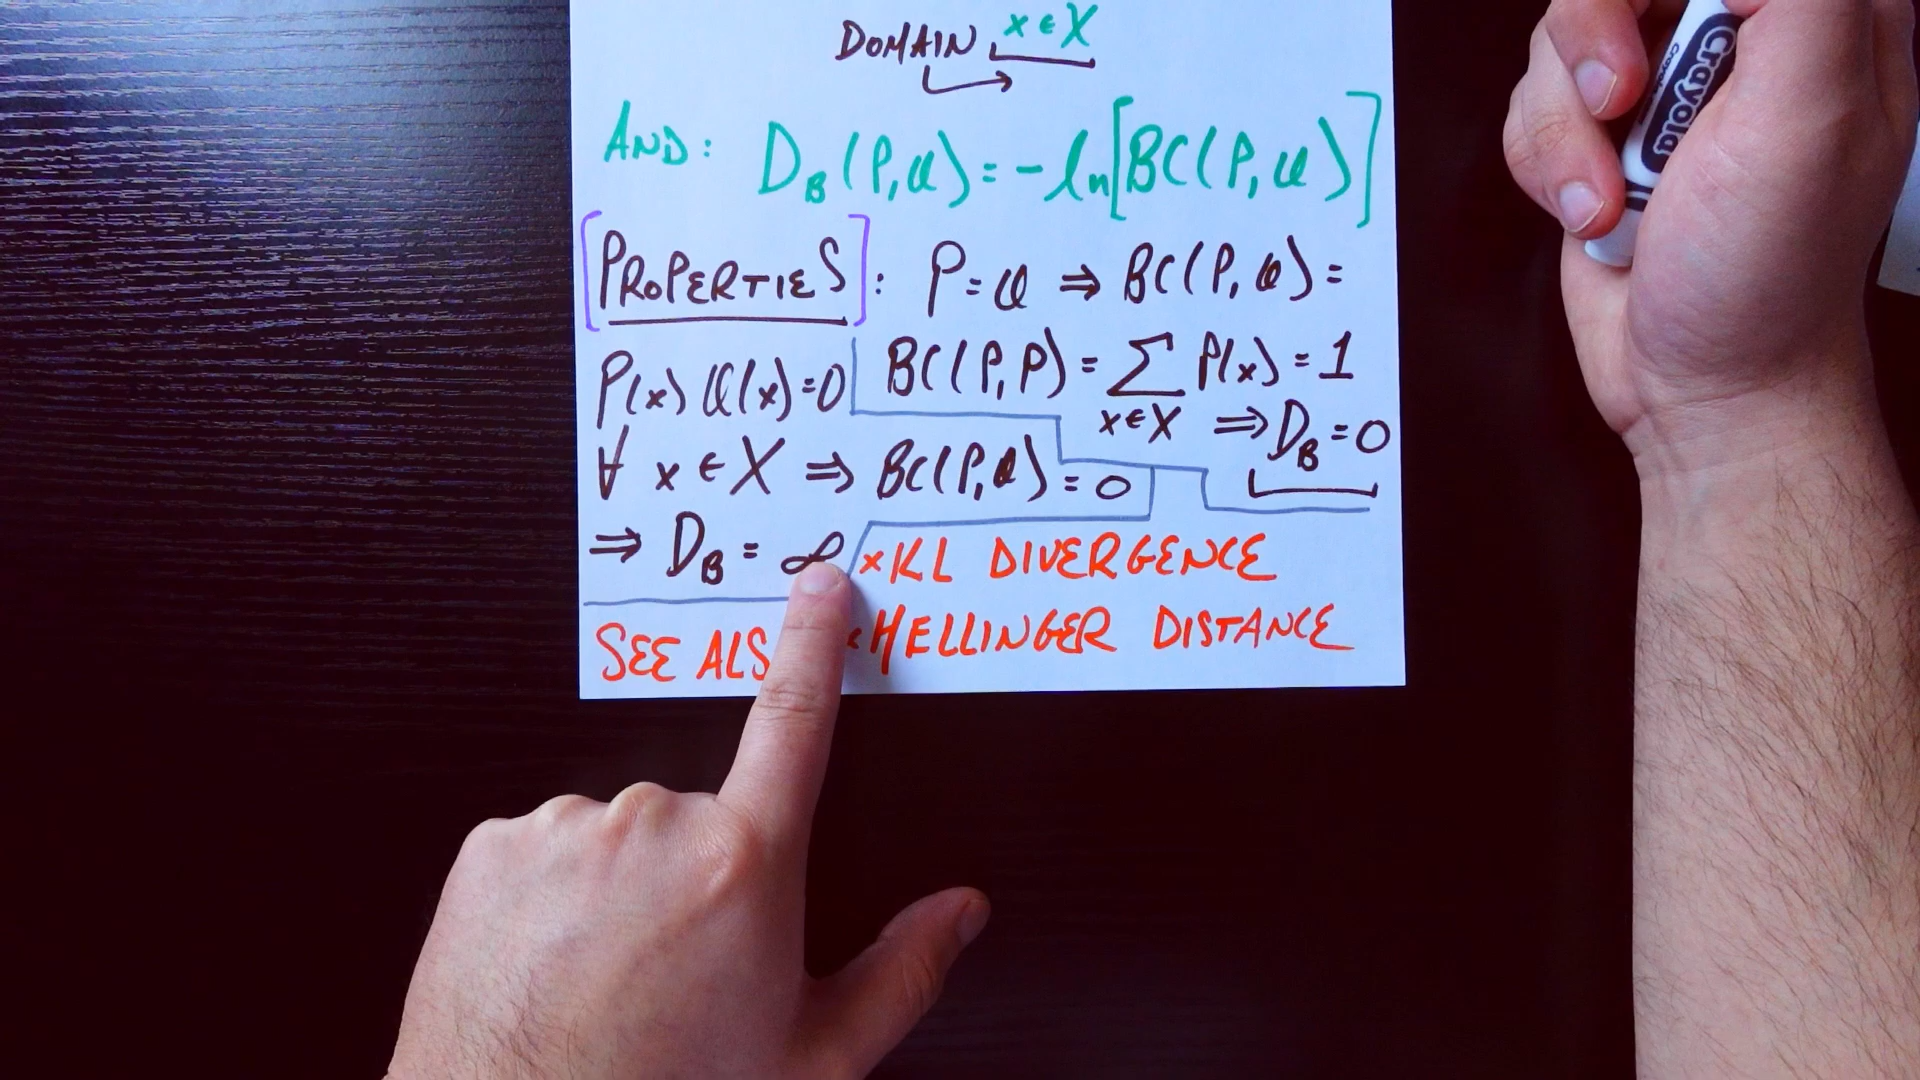 DOMAIN x ∈ X
AND: D_B(P,Q) = -ln[BC(P,Q)]
[PROPERTIES]: P=Q ⇒ BC(P,Q)=
BC(P,P) = ∑ P(x) = 1
x∈X ⇒ D_B=0
P(x)Q(x)=0
∀ x ∈ X ⇒ BC(P,Q)=0
⇒ D_B = ∞
SEE ALS
×KL DIVERGENCE
×HELLINGER DISTANCE
Crayola